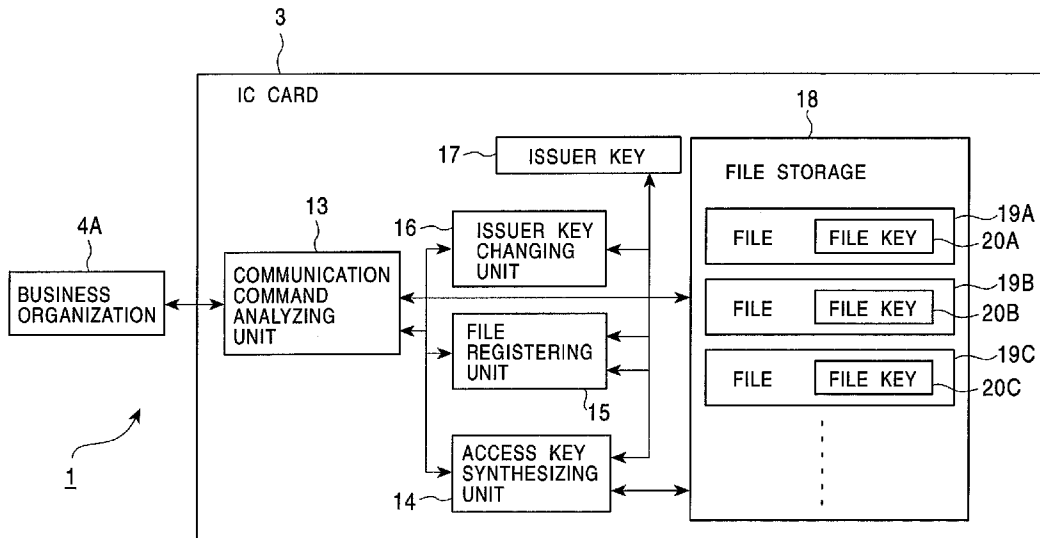 3
IC CARD
18
17
ISSUER KEY
FILE STORAGE
4A
13
16
ISSUER KEY
CHANGING
UNIT
19A
FILE
FILE KEY
20A
BUSINESS
ORGANIZATION
COMMUNICATION
COMMAND
ANALYZING
UNIT
19B
FILE
FILE KEY
20B
FILE
REGISTERING
UNIT
15
19C
FILE
FILE KEY
20C
1
ACCESS KEY
SYNTHESIZING
UNIT
14